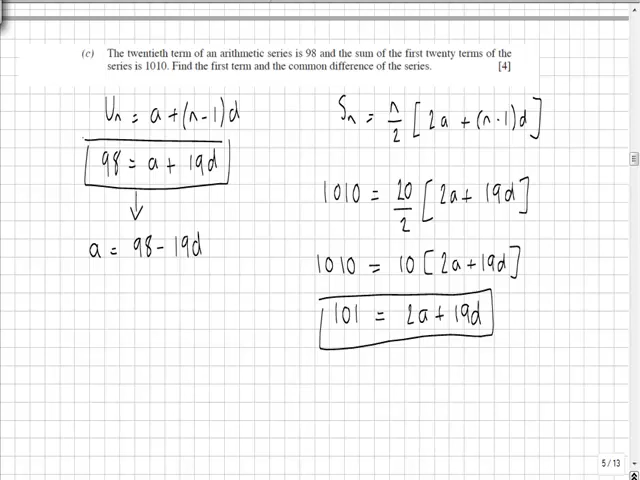 (c) The twentieth term of an arithmetic series is 98 and the sum of the first twenty terms of the
series is 1010. Find the first term and the common difference of the series. [4]
Un = a + (n - 1)d
98 = a + 19d
a = 98 - 19d
Sn = n/2 [2a + (n - 1)d]
1010 = 20/2 [2a + 19d]
1010 = 10 [2a + 19d]
101 = 2a + 19d
5 / 13